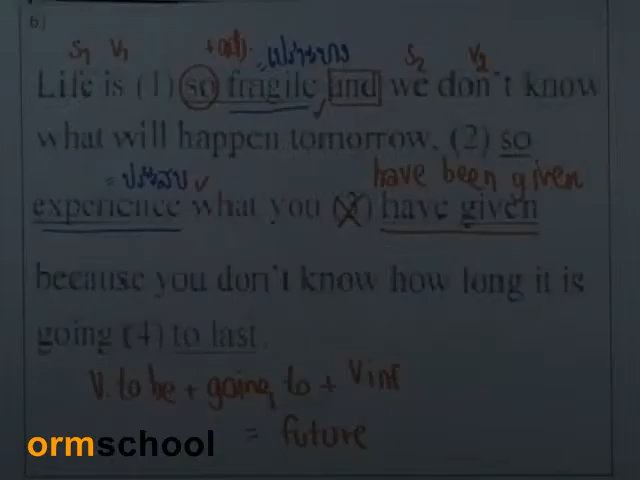 6)
S1 V1 +adj. = เปราะบาง S2 V2
Life is (1) so fragile and we don't know
what will happen tomorrow, (2) so
= ประสบ ✓ have been given
experience what you (3) have given
because you don't know how long it is
going (4) to last.
V. to be + going to + V inf
= future
ormschool